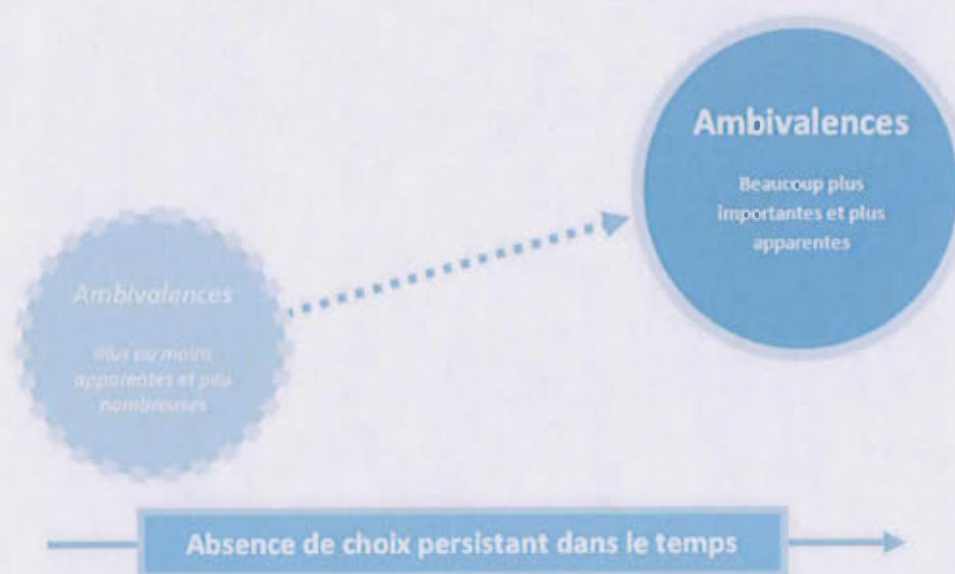 Ambivalences
Beaucoup plus
importantes et plus
apparentes
Ambivalences
Plus ou moins
apparentes et peu
nombreuses
Absence de choix persistant dans le temps